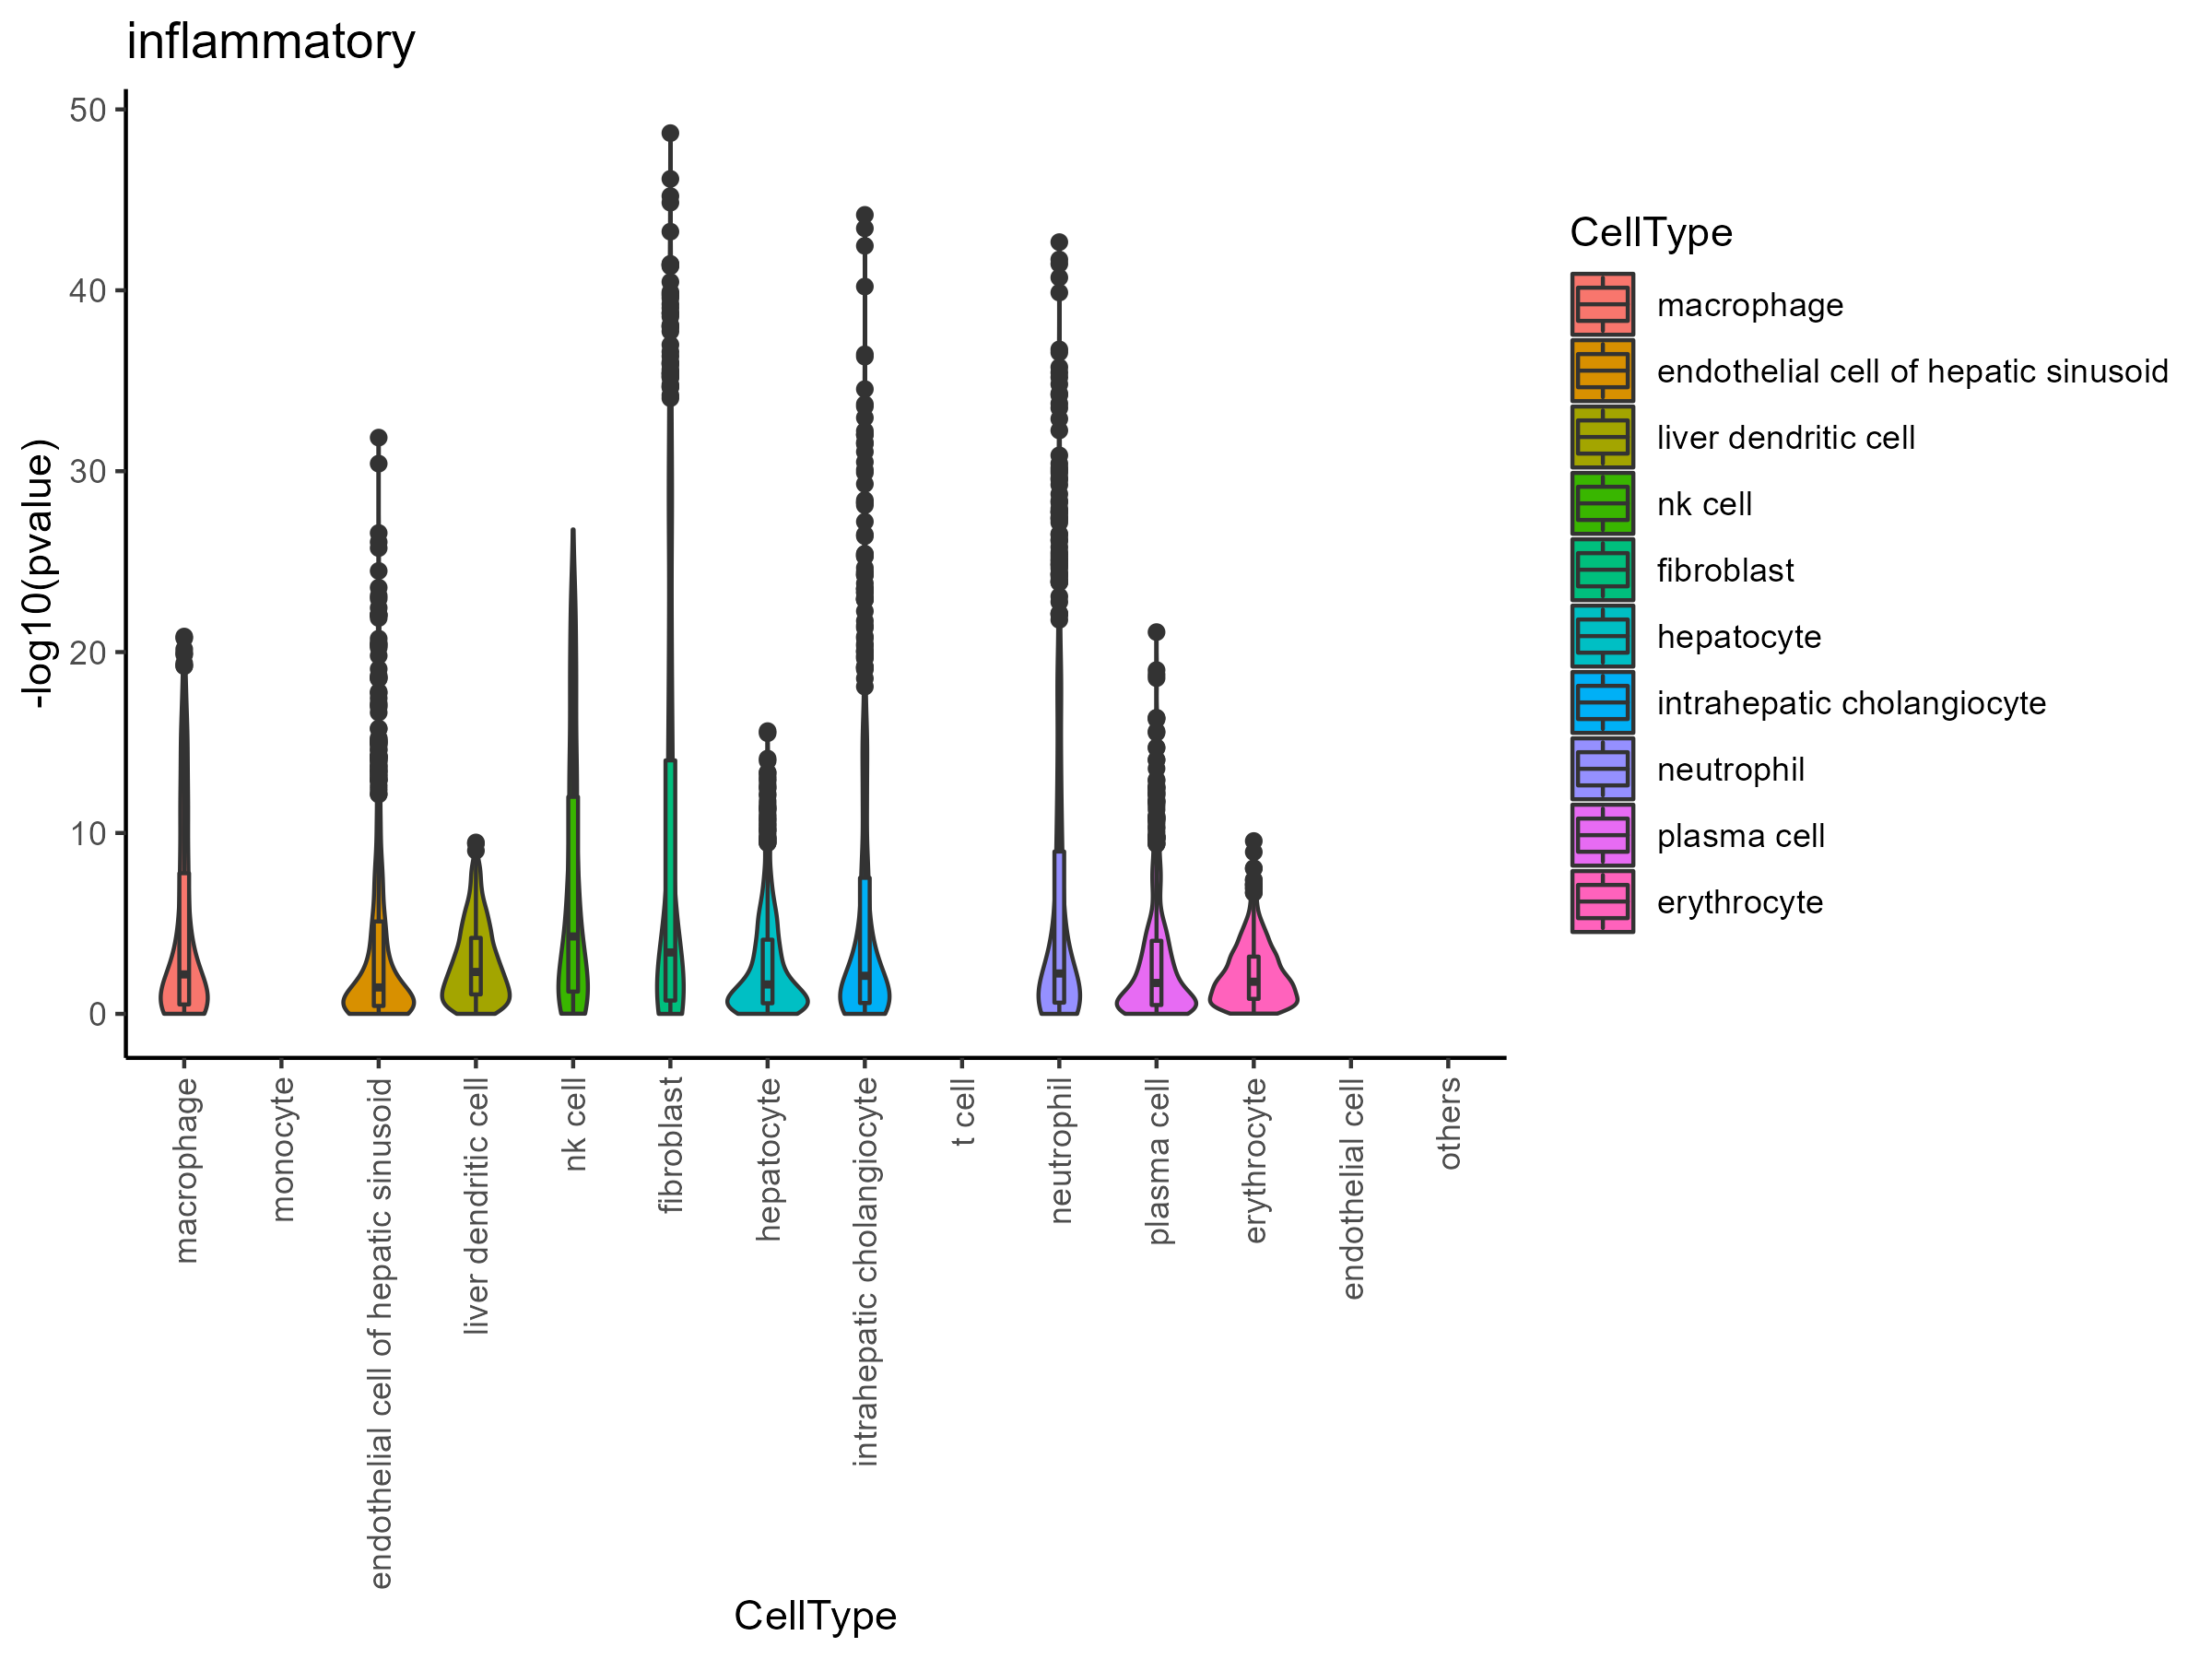 inflammatory
50
40
30
20
10
0
-log10(pvalue)
macrophage
monocyte
endothelial cell of hepatic sinusoid
liver dendritic cell
nk cell
fibroblast
hepatocyte
intrahepatic cholangiocyte
t cell
neutrophil
plasma cell
erythrocyte
endothelial cell
others
CellType
CellType
macrophage
endothelial cell of hepatic sinusoid
liver dendritic cell
nk cell
fibroblast
hepatocyte
intrahepatic cholangiocyte
neutrophil
plasma cell
erythrocyte